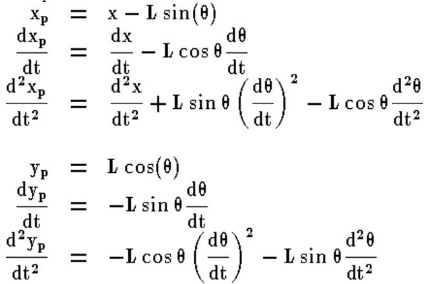 x_p = x − L sin(θ)
dx_p/dt = dx/dt − L cos θ dθ/dt
d²x_p/dt² = d²x/dt² + L sin θ (dθ/dt)² − L cos θ d²θ/dt²
y_p = L cos(θ)
dy_p/dt = −L sin θ dθ/dt
d²y_p/dt² = −L cos θ (dθ/dt)² − L sin θ d²θ/dt²